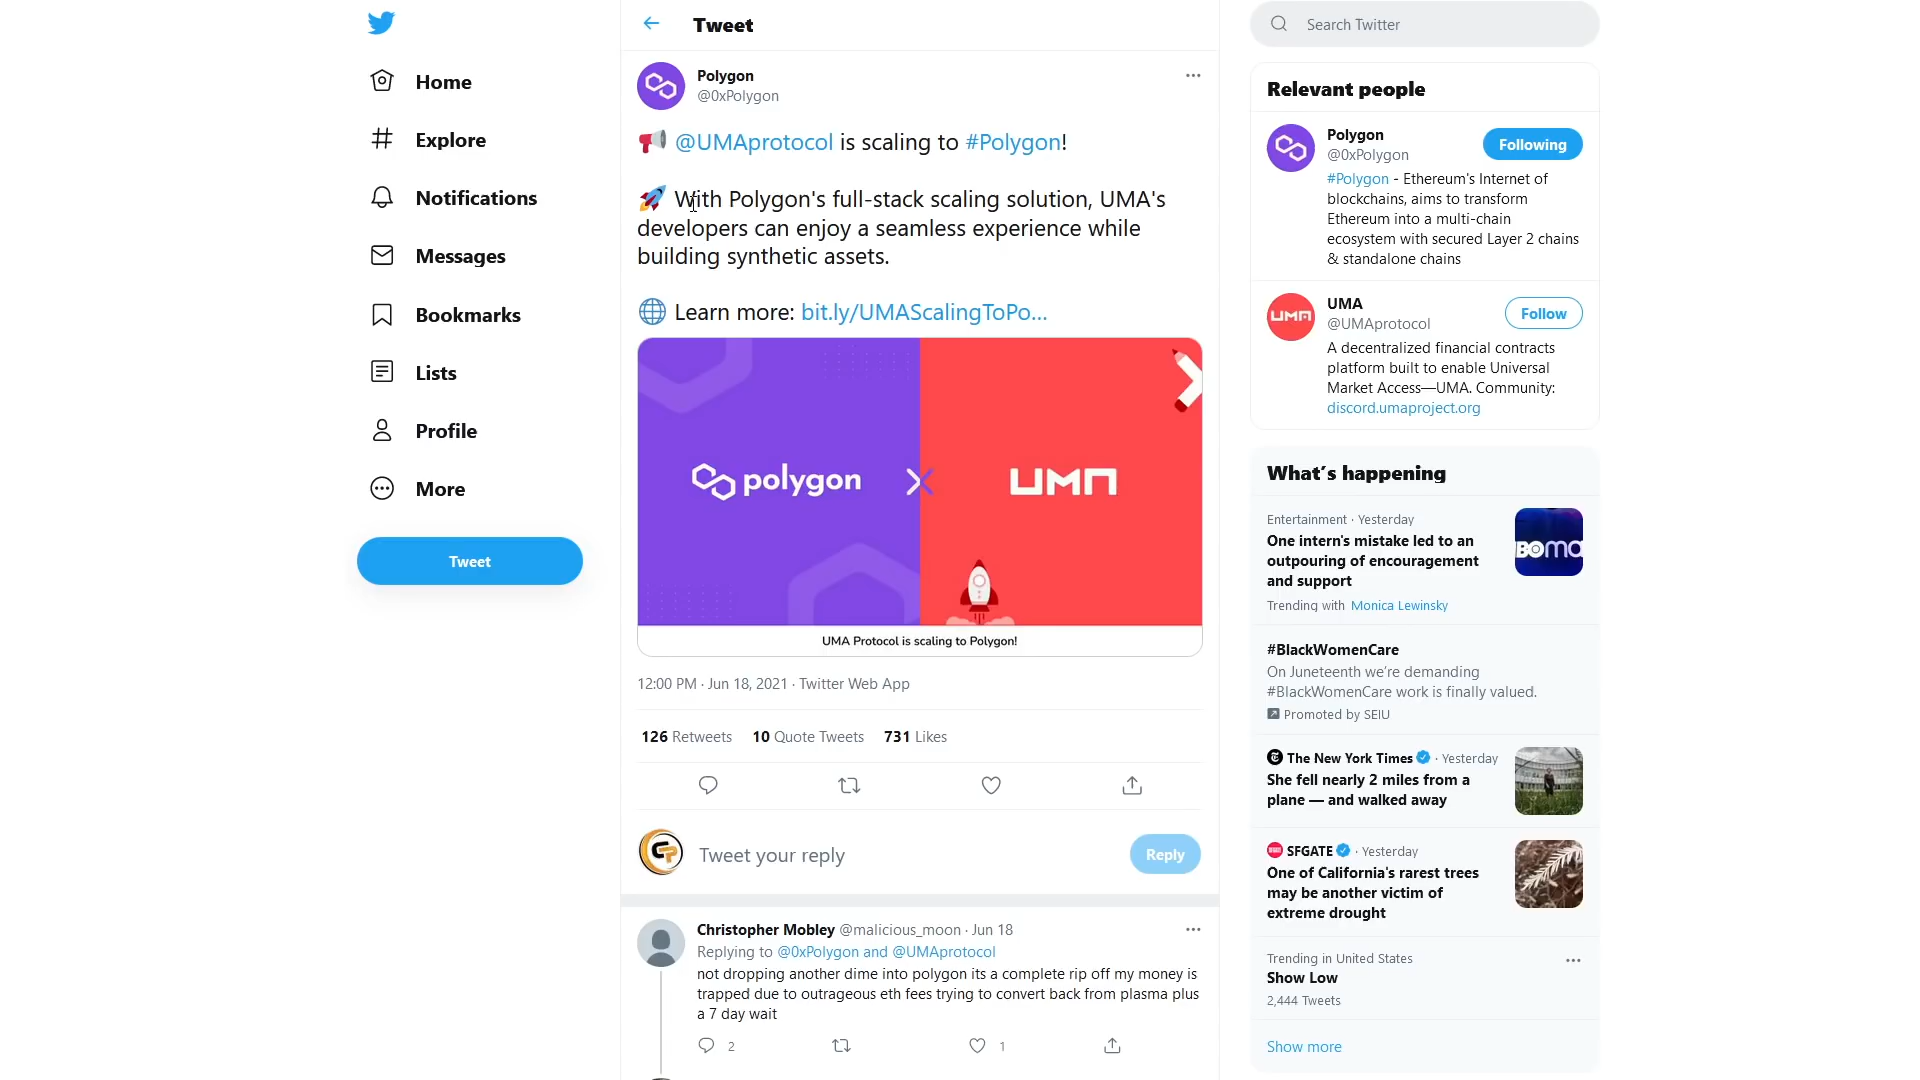 Home
Explore
Notifications
Messages
Bookmarks
Lists
Profile
More
Tweet
Tweet
Polygon
@0xPolygon
@UMAprotocol is scaling to #Polygon!
With Polygon's full-stack scaling solution, UMA's
developers can enjoy a seamless experience while
building synthetic assets.
Learn more: bit.ly/UMAScalingToPo...
polygon
UMA
UMA Protocol is scaling to Polygon!
12:00 PM · Jun 18, 2021 · Twitter Web App
126 Retweets 10 Quote Tweets 731 Likes
Tweet your reply
Reply
Christopher Mobley @malicious_moon · Jun 18
Replying to @0xPolygon and @UMAprotocol
not dropping another dime into polygon its a complete rip off my money is
trapped due to outrageous eth fees trying to convert back from plasma plus
a 7 day wait
2
1
Search Twitter
Relevant people
Polygon
@0xPolygon
Following
#Polygon - Ethereum's Internet of
blockchains, aims to transform
Ethereum into a multi-chain
ecosystem with secured Layer 2 chains
& standalone chains
UMA
UMA
@UMAprotocol
Follow
A decentralized financial contracts
platform built to enable Universal
Market Access—UMA. Community:
discord.umaproject.org
What's happening
Entertainment · Yesterday
One intern's mistake led to an
outpouring of encouragement
and support
Trending with Monica Lewinsky
BOMA
#BlackWomenCare
On Juneteenth we're demanding
#BlackWomenCare work is finally valued.
Promoted by SEIU
The New York Times · Yesterday
She fell nearly 2 miles from a
plane — and walked away
SFGATE · Yesterday
One of California's rarest trees
may be another victim of
extreme drought
Trending in United States
Show Low
2,444 Tweets
Show more